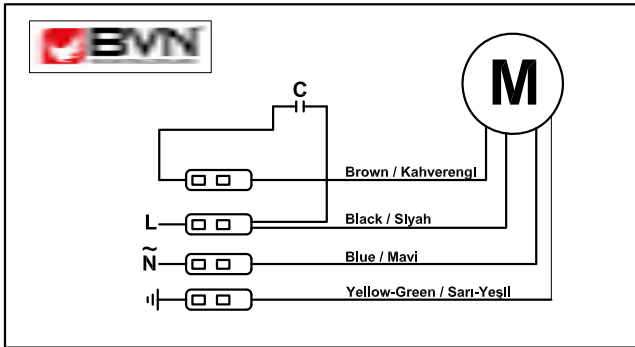 BVN
M
C
Brown / Kahverengi
L
Black / Siyah
Ñ
Blue / Mavi
Yellow-Green / Sarı-Yeşil